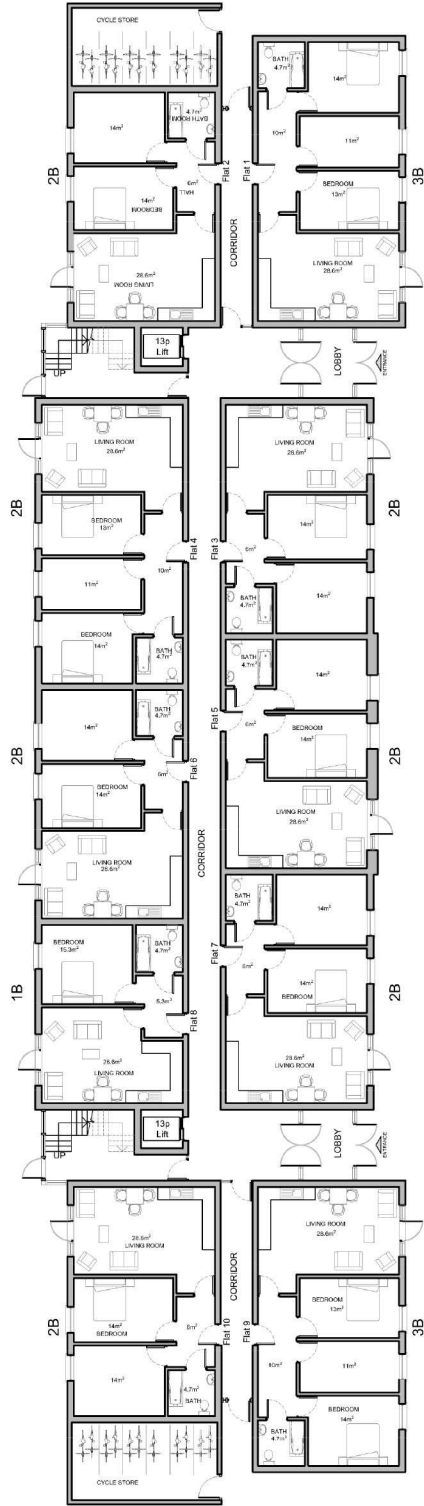 CYCLE STORE
2B
14m²
4.7m²
BATH ROOM
14m²
BEDROOM
6m²
HALL
28.6m²
LIVING ROOM
Flat 2
CORRIDOR
Flat 1
BATH
4.7m²
14m²
10m²
11m²
BEDROOM
13m²
LIVING ROOM
28.6m²
3B
UP
13p
Lift
LOBBY
ENTRANCE
2B
LIVING ROOM
28.6m²
BEDROOM
13m²
11m²
10m²
BEDROOM
14m²
BATH
4.7m²
Flat 4
Flat 3
LIVING ROOM
28.6m²
14m²
6m²
BATH
4.7m²
14m²
2B
2B
14m²
BATH
4.7m²
BEDROOM
14m²
6m²
LIVING ROOM
28.6m²
Flat 6
Flat 5
BATH
4.7m²
14m²
6m²
BEDROOM
14m²
LIVING ROOM
28.6m²
2B
CORRIDOR
1B
BEDROOM
15.3m²
BATH
4.7m²
5.3m²
28.6m²
LIVING ROOM
Flat 8
Flat 7
BATH
4.7m²
14m²
6m²
14m²
BEDROOM
28.6m²
LIVING ROOM
2B
UP
13p
Lift
LOBBY
ENTRANCE
2B
28.6m²
LIVING ROOM
14m²
BEDROOM
6m²
14m²
4.7m²
BATH
Flat 10
CORRIDOR
Flat 9
LIVING ROOM
28.6m²
BEDROOM
13m²
10m²
11m²
BATH
4.7m²
BEDROOM
14m²
3B
CYCLE STORE